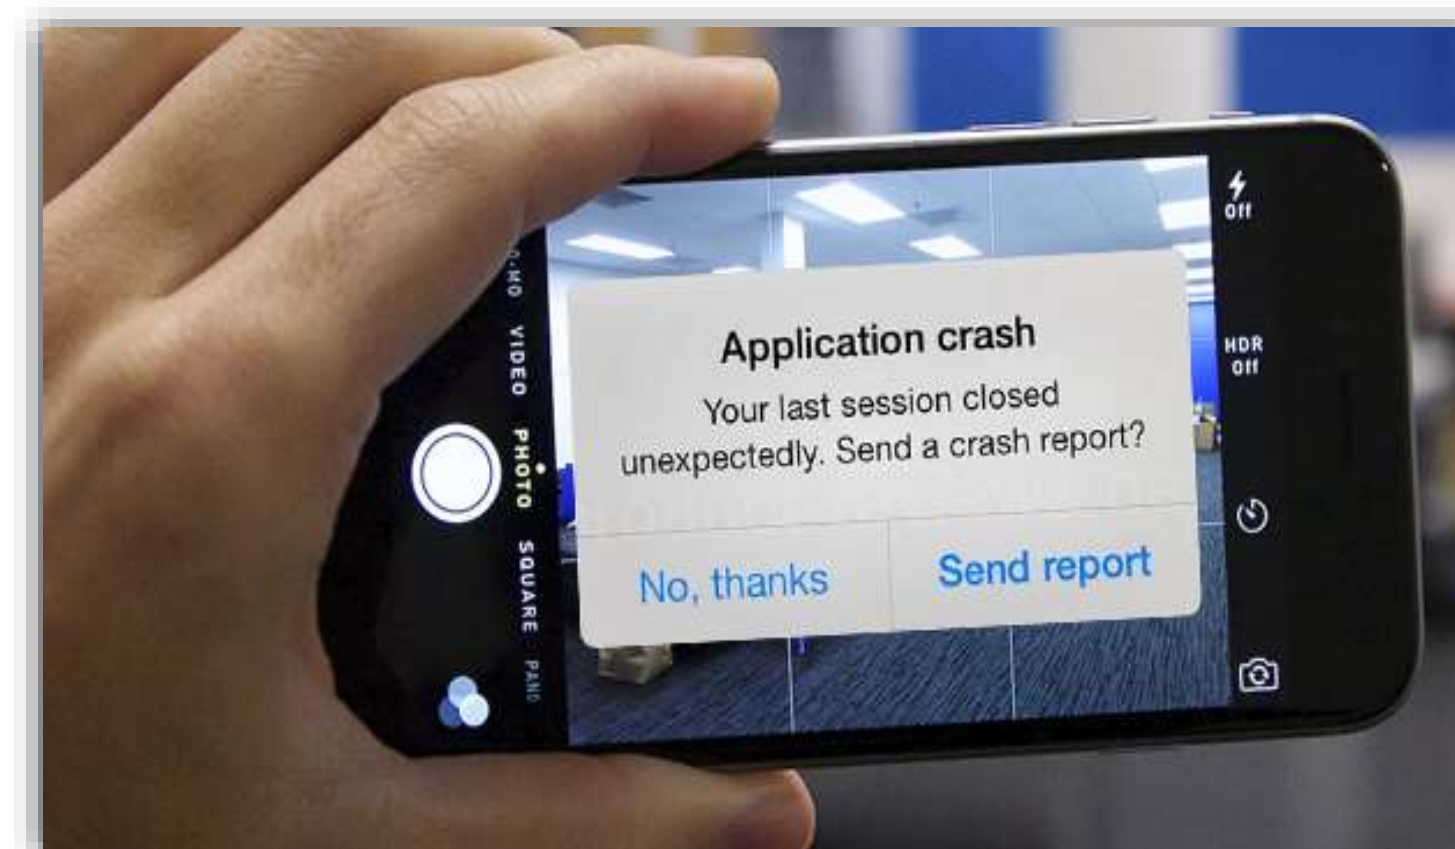 Application crash
Your last session closed
unexpectedly. Send a crash report?
No, thanks
Send report
VIDEO
PHOTO
SQUARE
PANO
Off
HDR
Off